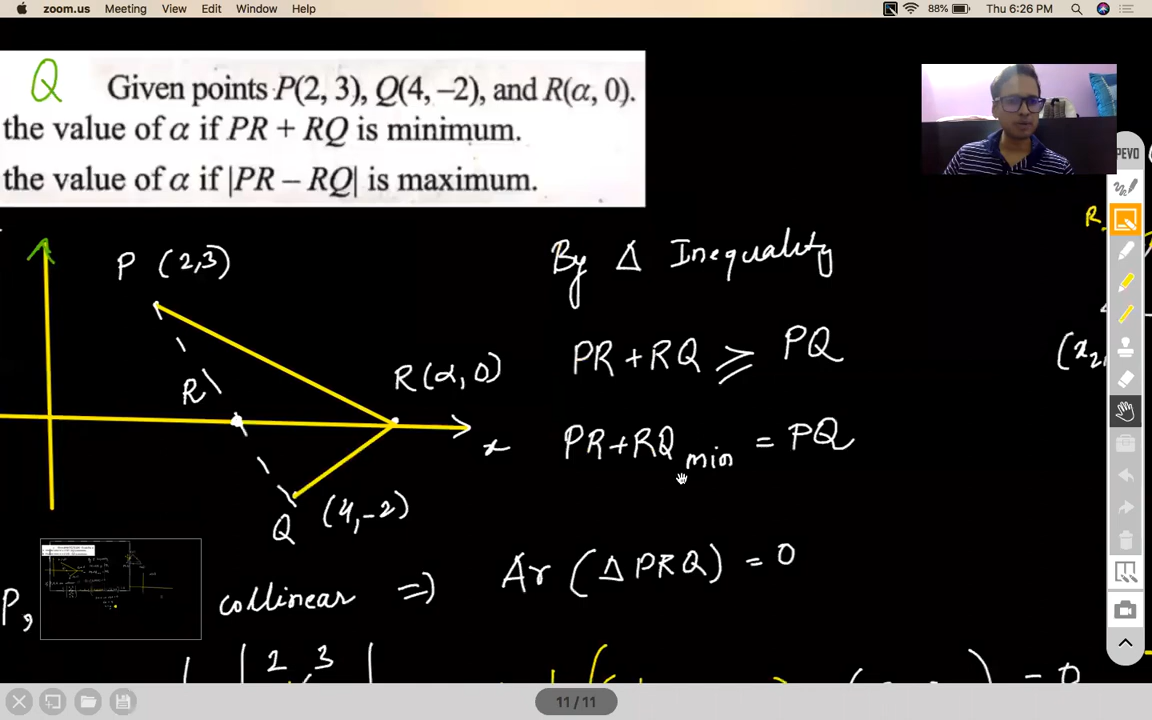 zoom.us Meeting View Edit Window Help 88% Thu 6:26 PM
Q Given points P(2, 3), Q(4, –2), and R(α, 0).
the value of α if PR + RQ is minimum.
the value of α if |PR – RQ| is maximum.
PEVO
R
P (2,3)
By Δ Inequality
PR + RQ ≥ PQ
(x2,
R(α, 0)
R
x
PR+RQ min = PQ
Q (4,-2)
Ar (Δ PRQ) = 0
P, collinear ⇒
2 3
= 0
11 / 11